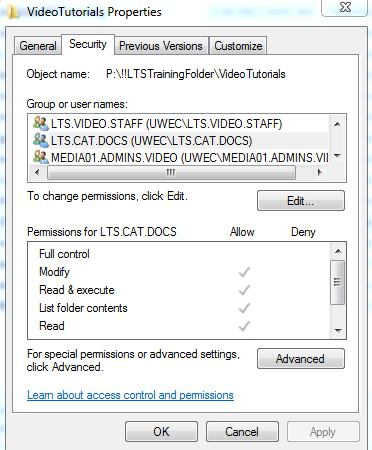 VideoTutorials Properties
General
Security
Previous Versions
Customize
Object name: P:\!!LTSTrainingFolder\VideoTutorials
Group or user names:
LTS.VIDEO.STAFF (UWEC\LTS.VIDEO.STAFF)
LTS.CAT.DOCS (UWEC\LTS.CAT.DOCS)
MEDIA01.ADMINS.VIDEO (UWEC\MEDIA01.ADMINS.VI
To change permissions, click Edit.
Edit...
Permissions for LTS.CAT.DOCS Allow Deny
Full control
Modify
Read & execute
List folder contents
Read
For special permissions or advanced settings,
click Advanced.
Advanced
Learn about access control and permissions
OK
Cancel
Apply